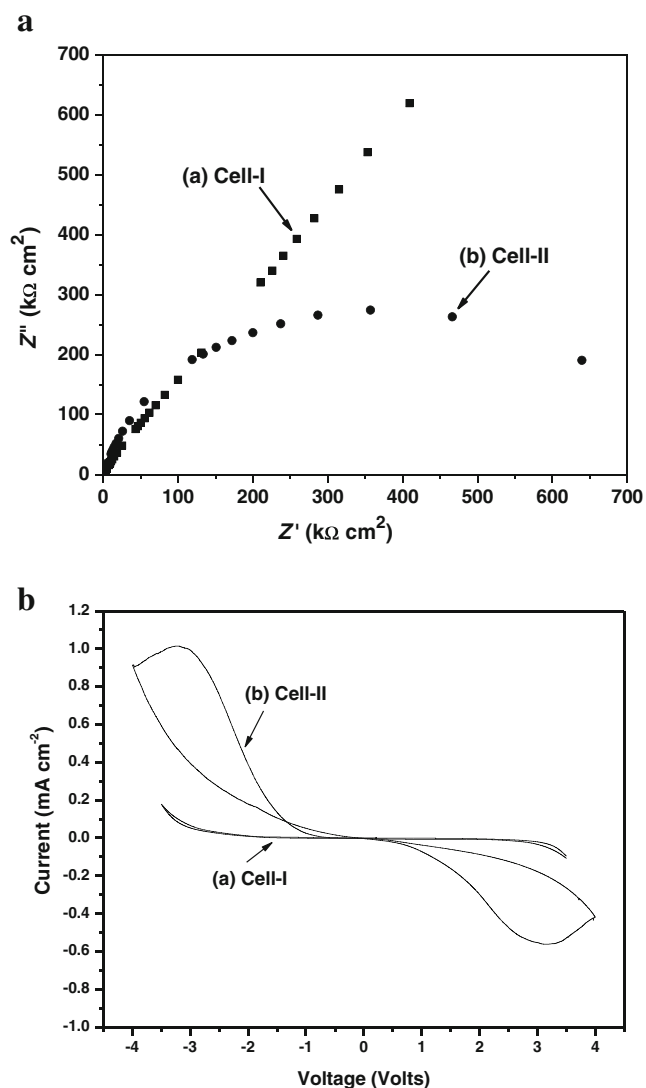 a
700
600
500
400
300
200
100
0
Z'' (kΩ cm²)
(a) Cell-I
(b) Cell-II
0 100 200 300 400 500 600 700
Z' (kΩ cm²)
b
1.2
1.0
0.8
0.6
0.4
0.2
0.0
-0.2
-0.4
-0.6
-0.8
-1.0
Current (mA cm⁻²)
(b) Cell-II
(a) Cell-I
-4 -3 -2 -1 0 1 2 3 4
Voltage (Volts)